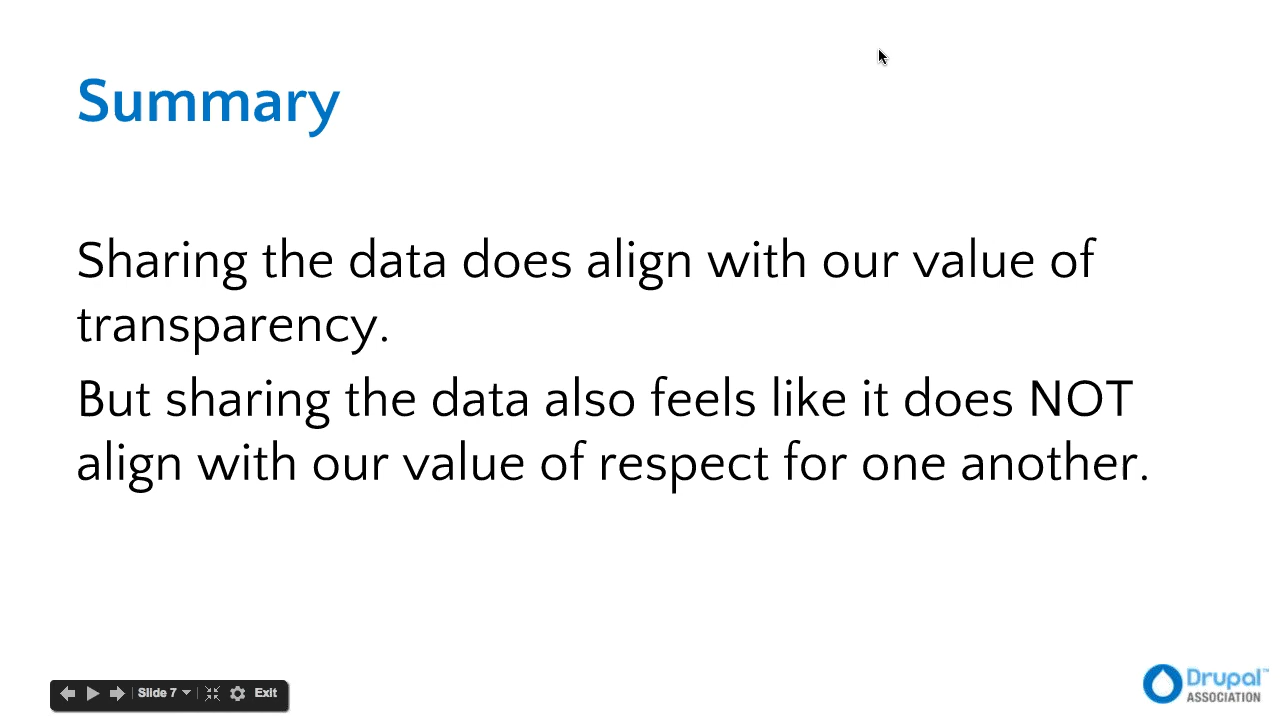 Summary
Sharing the data does align with our value of
transparency.
But sharing the data also feels like it does NOT
align with our value of respect for one another.
Slide 7
Exit
Drupal™
ASSOCIATION